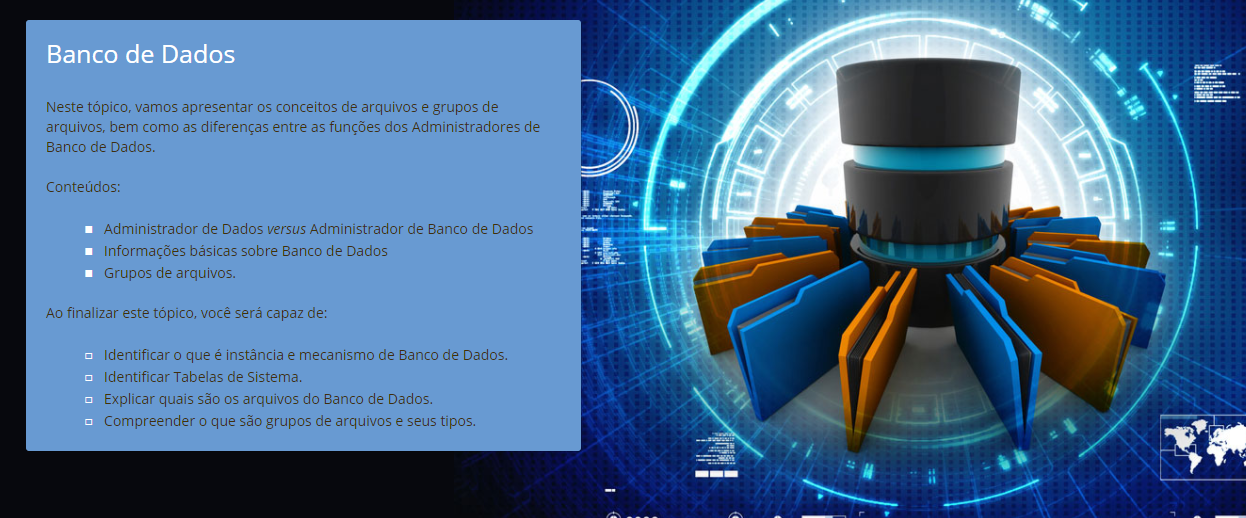 Banco de Dados
Neste tópico, vamos apresentar os conceitos de arquivos e grupos de
arquivos, bem como as diferenças entre as funções dos Administradores de
Banco de Dados.
Conteúdos:
Administrador de Dados versus Administrador de Banco de Dados
Informações básicas sobre Banco de Dados
Grupos de arquivos.
Ao finalizar este tópico, você será capaz de:
Identificar o que é instância e mecanismo de Banco de Dados.
Identificar Tabelas de Sistema.
Explicar quais são os arquivos do Banco de Dados.
Compreender o que são grupos de arquivos e seus tipos.